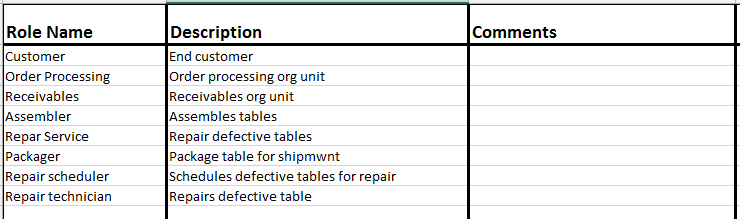 Role Name Description Comments
Customer End customer
Order Processing Order processing org unit
Receivables Receivables org unit
Assembler Assembles tables
Repar Service Repair defective tables
Packager Package table for shipmwnt
Repair scheduler Schedules defective tables for repair
Repair technician Repairs defective table